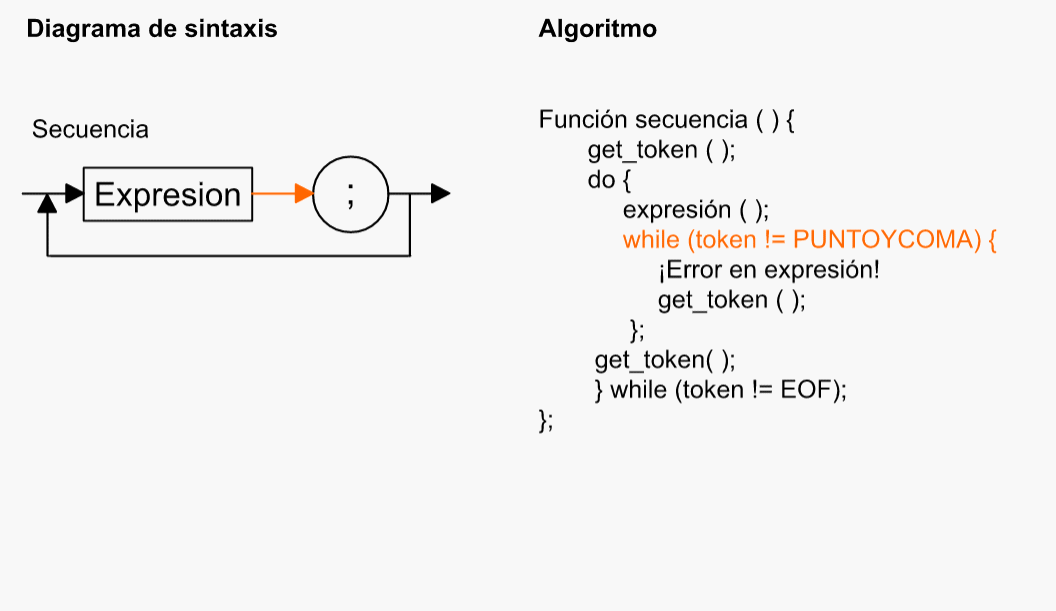 Diagrama de sintaxis
Algoritmo
Secuencia
Expresion
;
Función secuencia ( ) {
get_token ( );
do {
expresión ( );
while (token != PUNTOYCOMA) {
¡Error en expresión!
get_token ( );
};
get_token( );
} while (token != EOF);
};